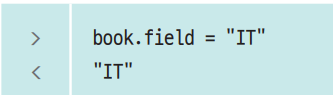 > book.field = "IT"
< "IT"